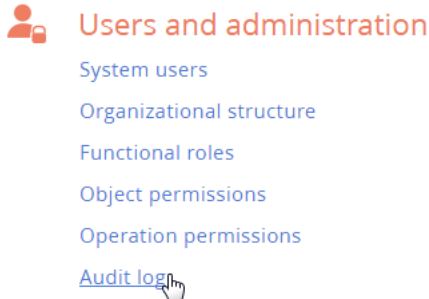 Users and administration
System users
Organizational structure
Functional roles
Object permissions
Operation permissions
Audit log